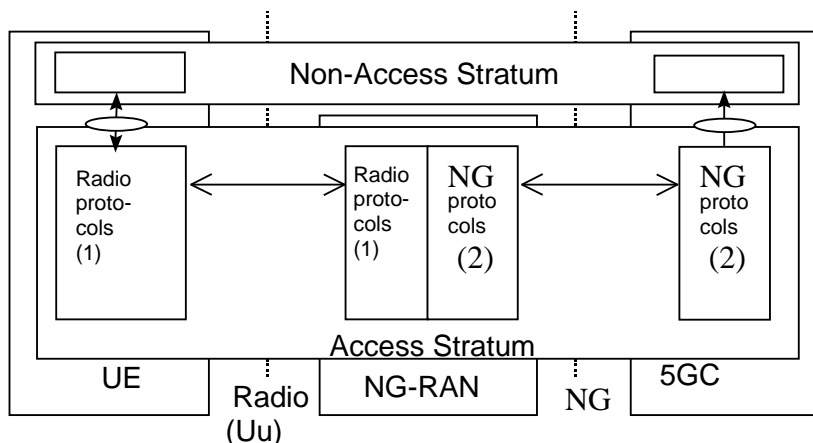 Non-Access Stratum
Radio
proto-
cols
(1)
Radio
proto-
cols
(1)
NG
proto
cols
(2)
NG
proto
cols
(2)
Access Stratum
UE
Radio
(Uu)
NG-RAN
NG
5GC